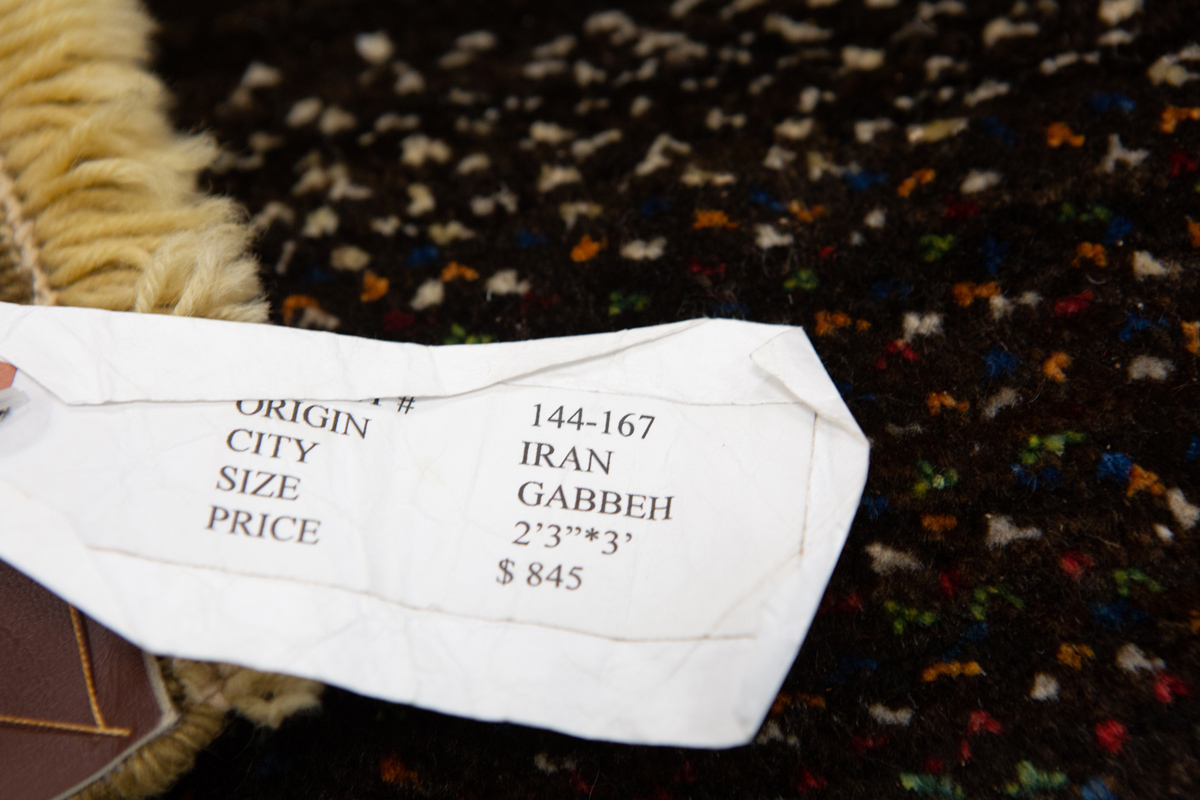 # 144-167
ORIGIN IRAN
CITY GABBEH
SIZE 2’3”*3’
PRICE $ 845